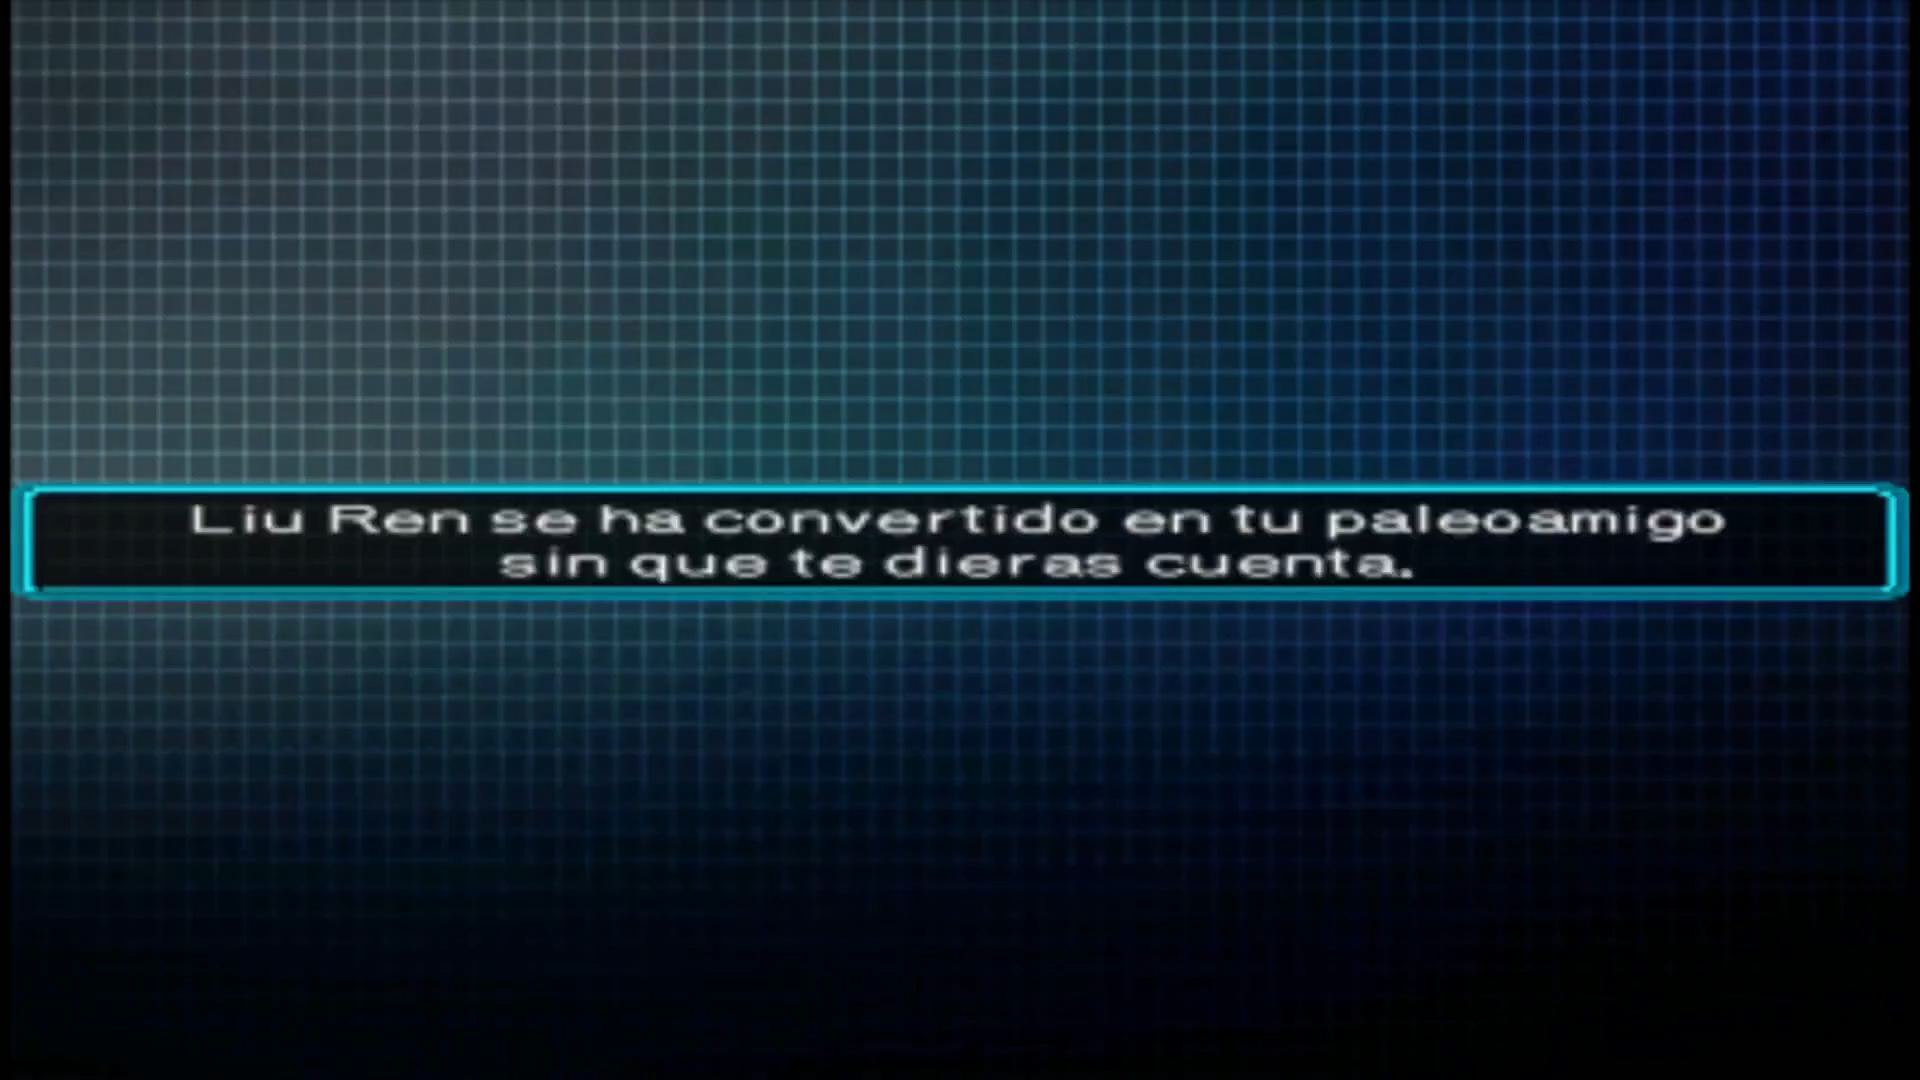 Liu Ren se ha convertido en tu paleoamigo
sin que te dieras cuenta.